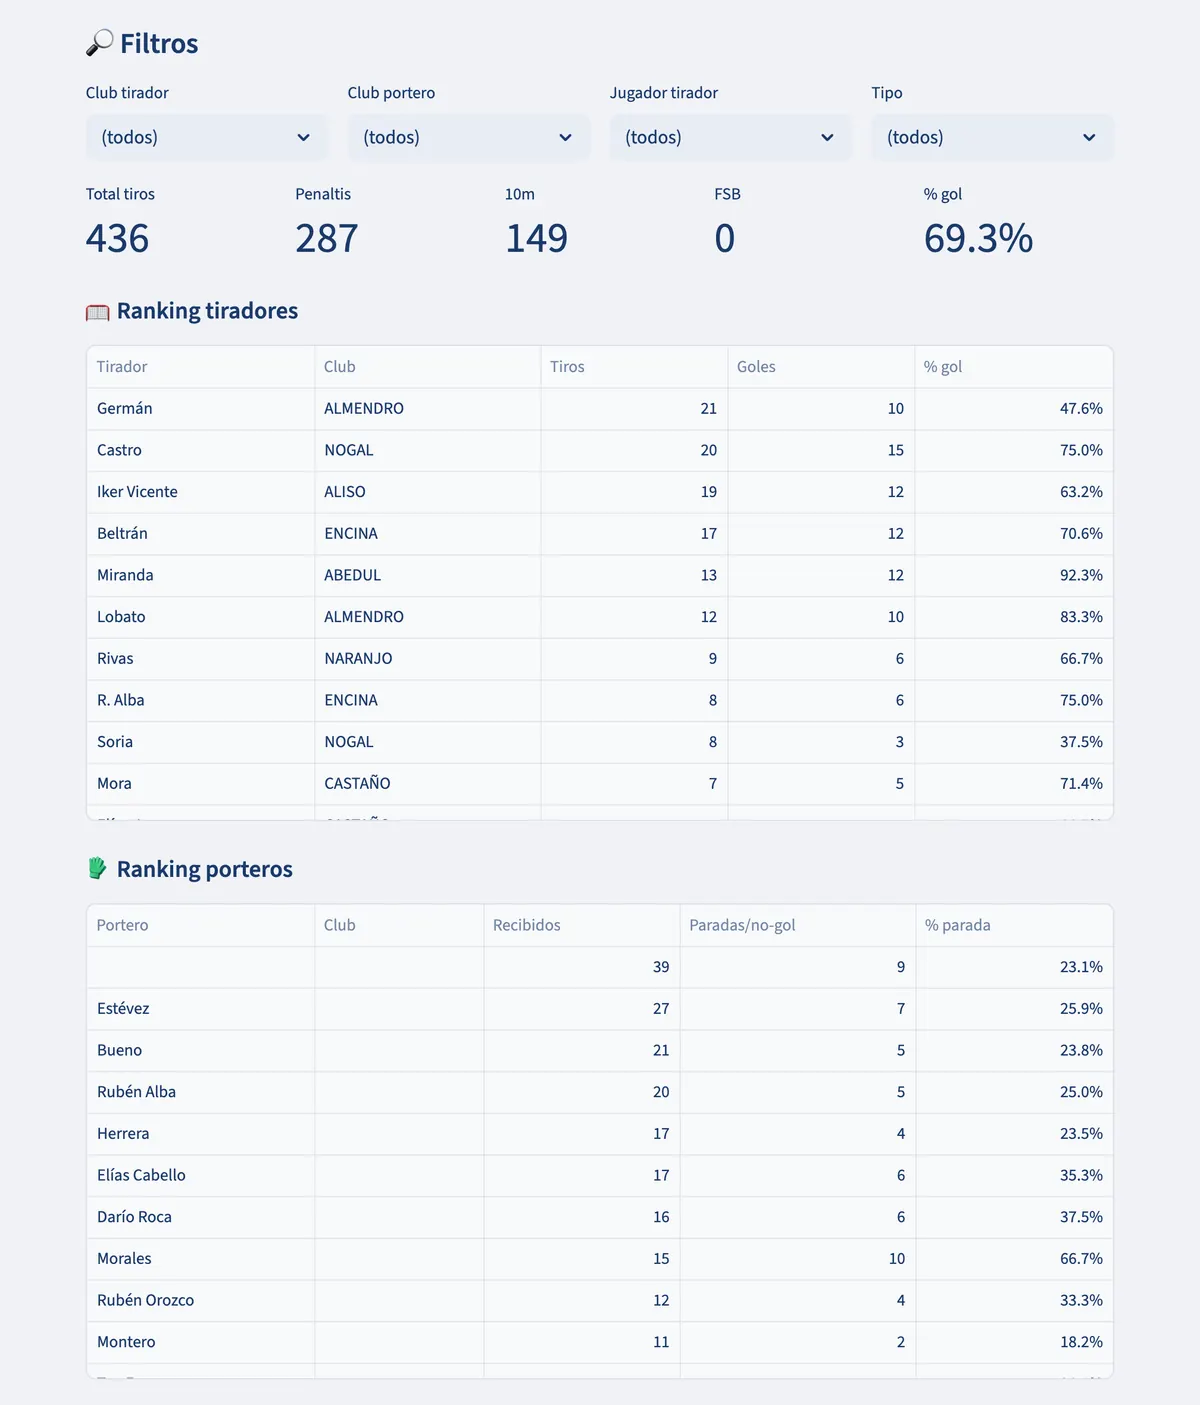 Filtros
Club tirador Club portero Jugador tirador Tipo
(todos) (todos) (todos) (todos)
Total tiros Penaltis 10m FSB % gol
436 287 149 0 69.3%
Ranking tiradores
Tirador Club Tiros Goles % gol
Germán ALMENDRO 21 10 47.6%
Castro NOGAL 20 15 75.0%
Iker Vicente ALISO 19 12 63.2%
Beltrán ENCINA 17 12 70.6%
Miranda ABEDUL 13 12 92.3%
Lobato ALMENDRO 12 10 83.3%
Rivas NARANJO 9 6 66.7%
R. Alba ENCINA 8 6 75.0%
Soria NOGAL 8 3 37.5%
Mora CASTAÑO 7 5 71.4%
Ranking porteros
Portero Club Recibidos Paradas/no-gol % parada
39 9 23.1%
Estévez 27 7 25.9%
Bueno 21 5 23.8%
Rubén Alba 20 5 25.0%
Herrera 17 4 23.5%
Elías Cabello 17 6 35.3%
Darío Roca 16 6 37.5%
Morales 15 10 66.7%
Rubén Orozco 12 4 33.3%
Montero 11 2 18.2%